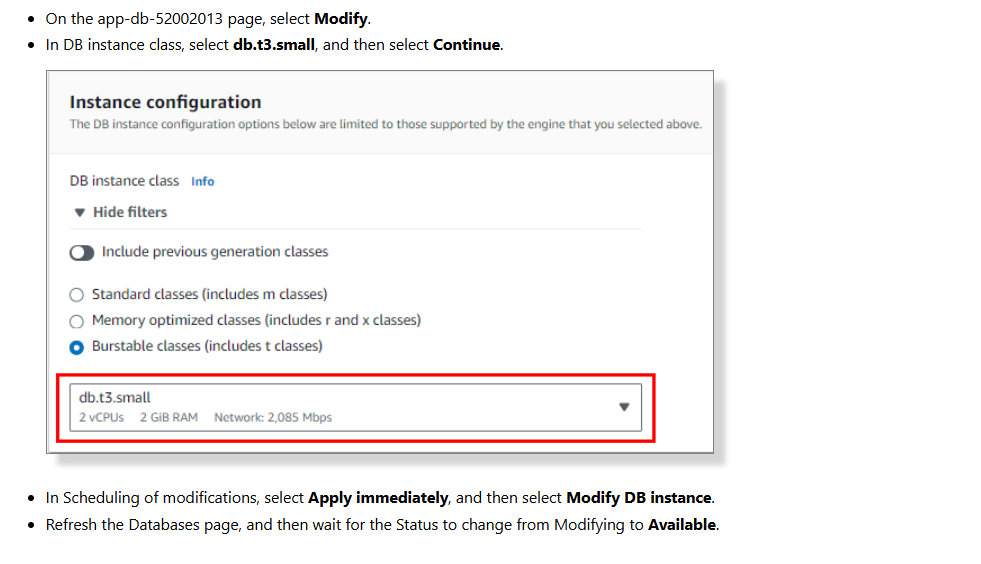 On the app-db-52002013 page, select Modify.
In DB instance class, select db.t3.small, and then select Continue.
Instance configuration
The DB instance configuration options below are limited to those supported by the engine that you selected above.
DB instance class Info
Hide filters
Include previous generation classes
Standard classes (includes m classes)
Memory optimized classes (includes r and x classes)
Burstable classes (includes t classes)
db.t3.small
2 vCPUs 2 GiB RAM Network: 2,085 Mbps
In Scheduling of modifications, select Apply immediately, and then select Modify DB instance.
Refresh the Databases page, and then wait for the Status to change from Modifying to Available.